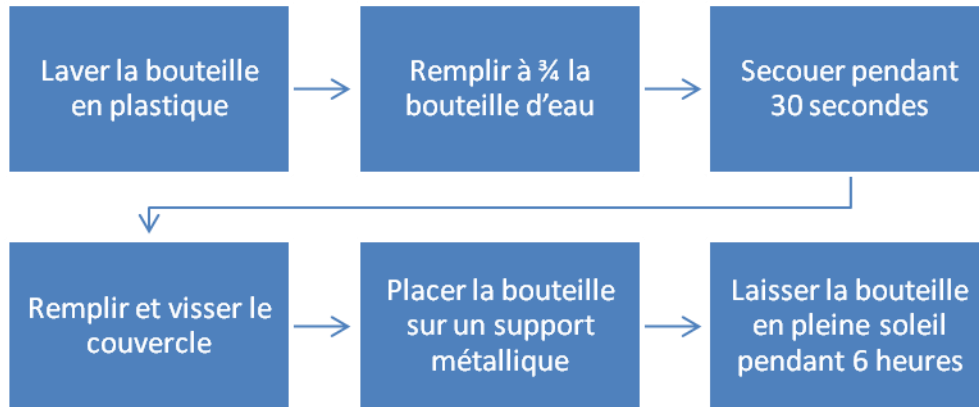 Laver la bouteille
en plastique
Remplir à ¾ la
bouteille d’eau
Secouer pendant
30 secondes
Remplir et visser le
couvercle
Placer la bouteille
sur un support
métallique
Laisser la bouteille
en pleine soleil
pendant 6 heures